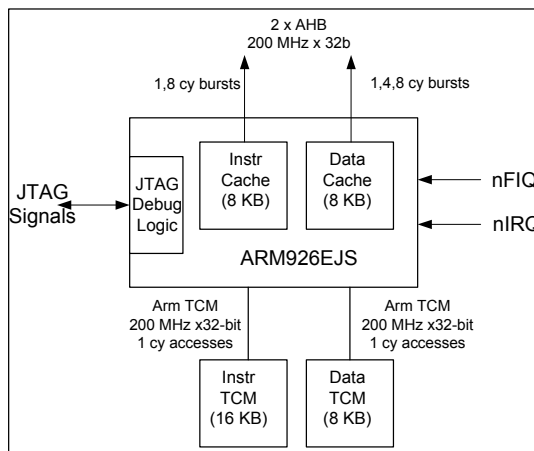 2 x AHB
200 MHz x 32b
1,8 cy bursts
1,4,8 cy bursts
JTAG
Signals
JTAG
Debug
Logic
Instr
Cache
(8 KB)
Data
Cache
(8 KB)
nFIQ
nIRQ
ARM926EJS
Arm TCM
200 MHz x32-bit
1 cy accesses
Arm TCM
200 MHz x32-bit
1 cy accesses
Instr
TCM
(16 KB)
Data
TCM
(8 KB)